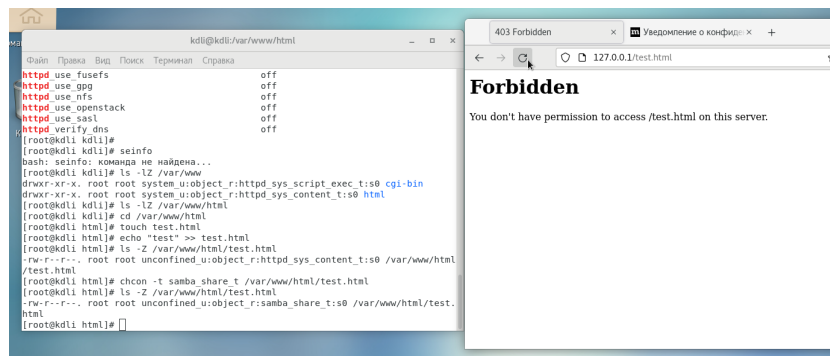 kdli@kdli:/var/www/html
Файл Правка Вид Поиск Терминал Справка
httpd_use_fusefs off
httpd_use_gpg off
httpd_use_nfs off
httpd_use_openstack off
httpd_use_sasl off
httpd_verify_dns off
[root@kdli kdli]#
[root@kdli kdli]# seinfo
bash: seinfo: команда не найдена...
[root@kdli kdli]# ls -lZ /var/www
drwxr-xr-x. root root system_u:object_r:httpd_sys_script_exec_t:s0 cgi-bin
drwxr-xr-x. root root system_u:object_r:httpd_sys_content_t:s0 html
[root@kdli kdli]# ls -lZ /var/www/html
[root@kdli kdli]# cd /var/www/html
[root@kdli html]# touch test.html
[root@kdli html]# echo "test" >> test.html
[root@kdli html]# ls -Z /var/www/html/test.html
-rw-r--r--. root root unconfined_u:object_r:httpd_sys_content_t:s0 /var/www/html
/test.html
[root@kdli html]# chcon -t samba_share_t /var/www/html/test.html
[root@kdli html]# ls -Z /var/www/html/test.html
-rw-r--r--. root root unconfined_u:object_r:samba_share_t:s0 /var/www/html/test.
html
[root@kdli html]#
403 Forbidden
Уведомление о конфиде
127.0.0.1/test.html
Forbidden
You don't have permission to access /test.html on this server.